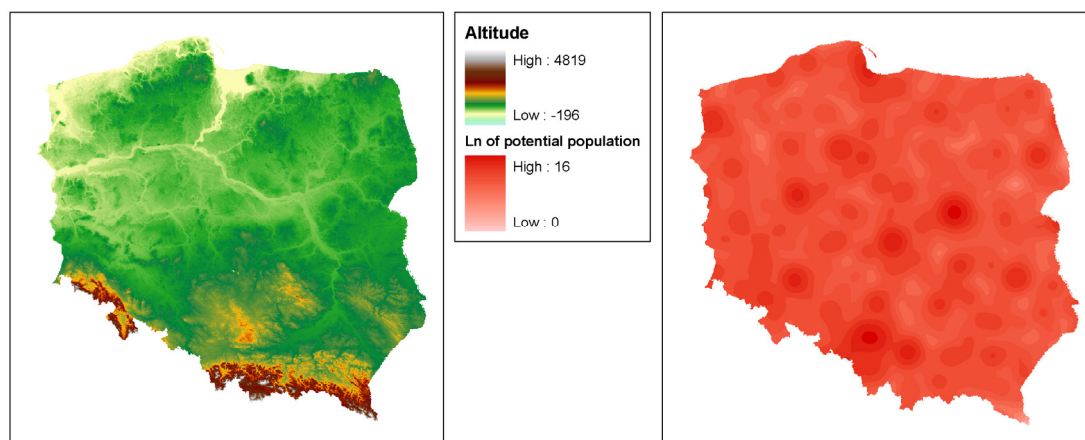 Altitude
High : 4819
Low : -196
Ln of potential population
High : 16
Low : 0